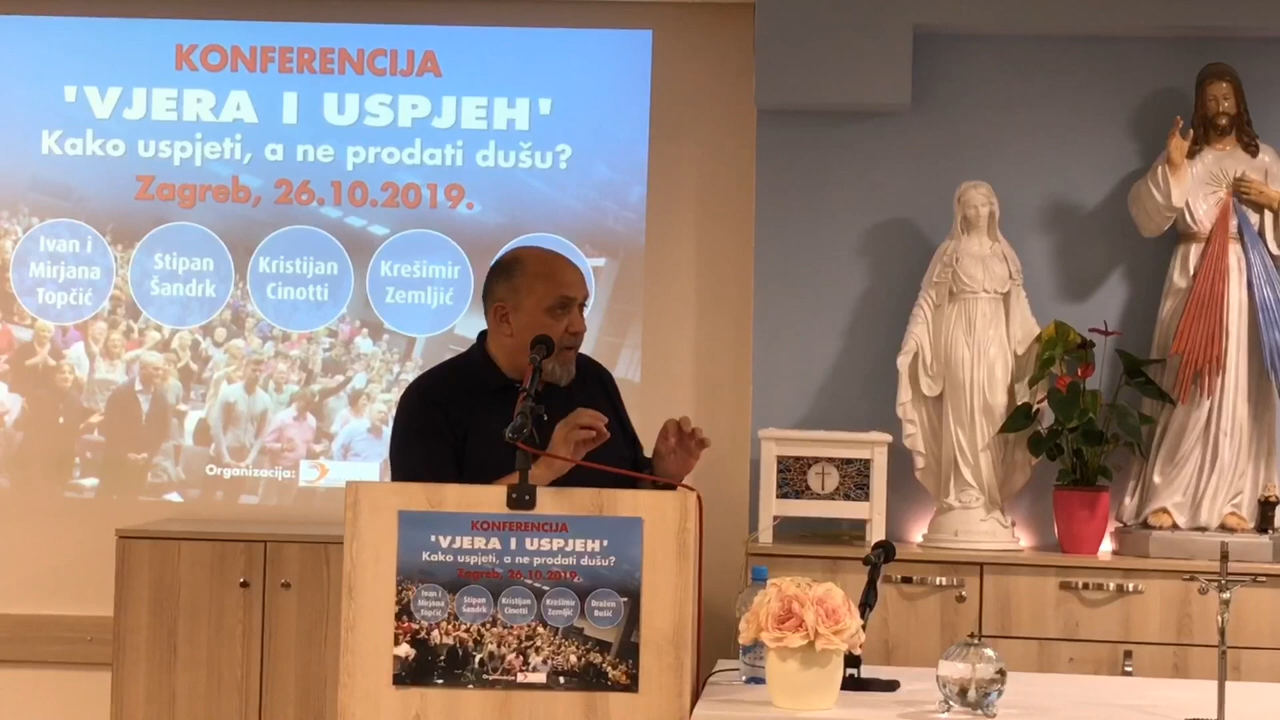 KONFERENCIJA
'VJERA I USPJEH'
Kako uspjeti, a ne prodati dušu?
Zagreb, 26.10.2019.
Ivan i
Mirjana
Topčić
Stipan
Šandrk
Kristijan
Cinotti
Krešimir
Zemljić
Organizacija:
KONFERENCIJA
'VJERA I USPJEH'
Kako uspjeti, a ne prodati dušu?
Zagreb, 26.10.2019.
Ivan i
Mirjana
Topčić
Stipan
Šandrk
Kristijan
Cinotti
Krešimir
Zemljić
Dražen
Bušić
Organizacija: